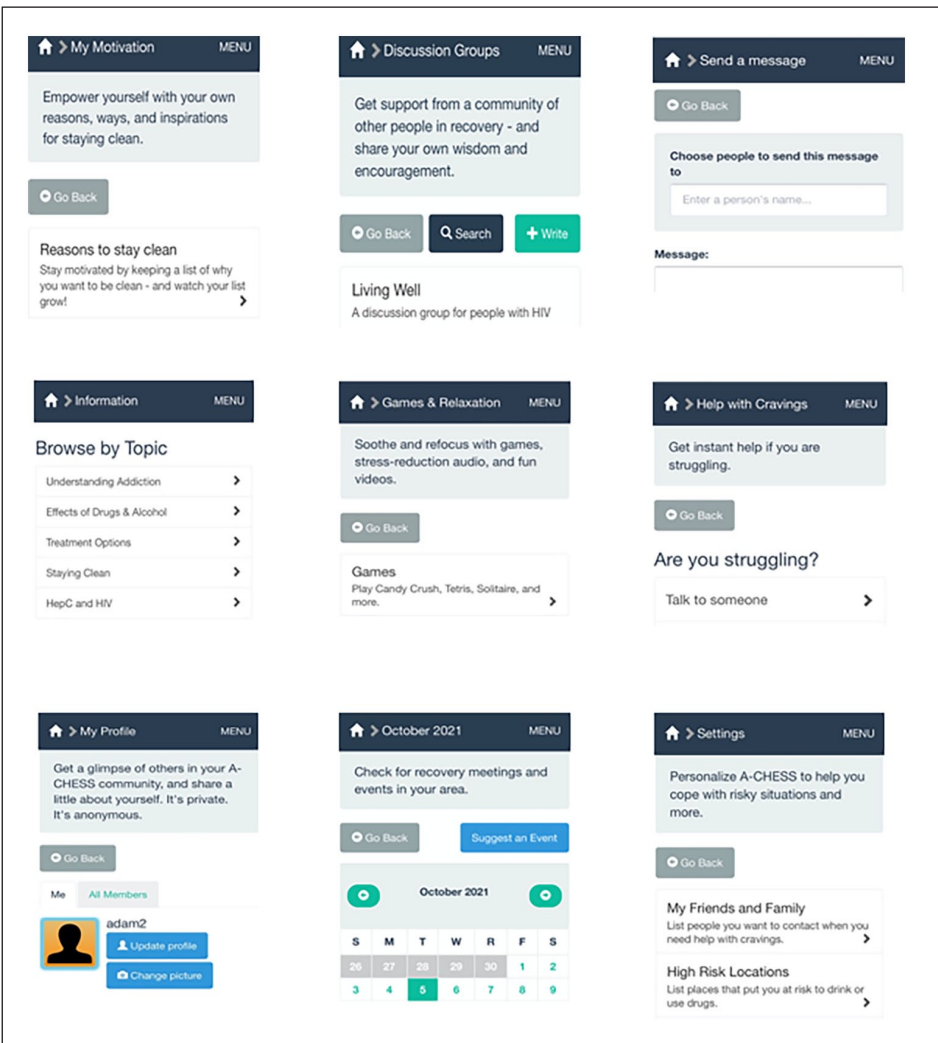 My Motivation MENU
Empower yourself with your own
reasons, ways, and inspirations
for staying clean.
Go Back
Reasons to stay clean
Stay motivated by keeping a list of why
you want to be clean - and watch your list
grow!
Discussion Groups MENU
Get support from a community of
other people in recovery - and
share your own wisdom and
encouragement.
Go Back Search Write
Living Well
A discussion group for people with HIV
Send a message MENU
Go Back
Choose people to send this message
to
Enter a person's name...
Message:
Information MENU
Browse by Topic
Understanding Addiction
Effects of Drugs & Alcohol
Treatment Options
Staying Clean
HepC and HIV
Games & Relaxation MENU
Soothe and refocus with games,
stress-reduction audio, and fun
videos.
Go Back
Games
Play Candy Crush, Tetris, Solitaire, and
more.
Help with Cravings MENU
Get instant help if you are
struggling.
Go Back
Are you struggling?
Talk to someone
My Profile MENU
Get a glimpse of others in your A-
CHESS community, and share a
little about yourself. It's private.
It's anonymous.
Go Back
Me All Members
adam2
Update profile
Change picture
October 2021 MENU
Check for recovery meetings and
events in your area.
Go Back Suggest an Event
October 2021
S M T W R F S
26 27 28 29 30 1 2
3 4 5 6 7 8 9
Settings MENU
Personalize A-CHESS to help you
cope with risky situations and
more.
Go Back
My Friends and Family
List people you want to contact when you
need help with cravings.
High Risk Locations
List places that put you at risk to drink or
use drugs.